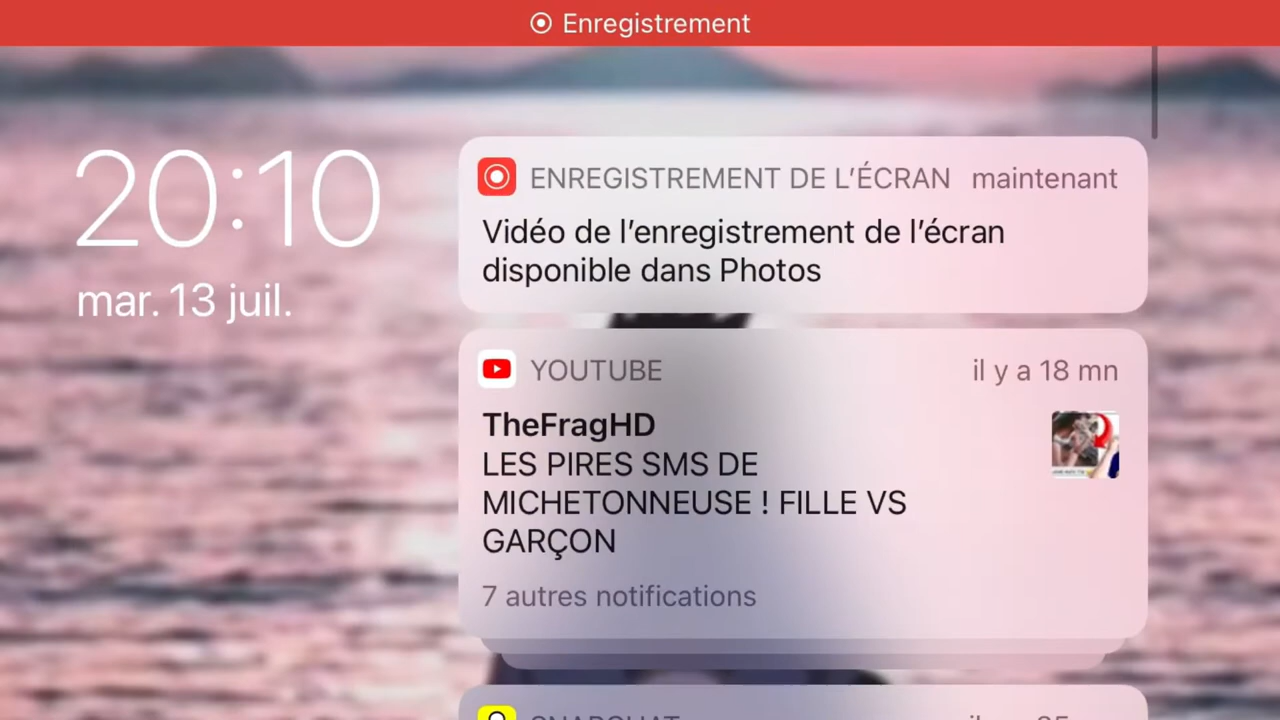 Enregistrement
20:10
mar. 13 juil.
ENREGISTREMENT DE L’ÉCRAN maintenant
Vidéo de l’enregistrement de l’écran
disponible dans Photos
YOUTUBE il y a 18 mn
TheFragHD
LES PIRES SMS DE
MICHETONNEUSE ! FILLE VS
GARÇON
7 autres notifications
SNAPCHAT